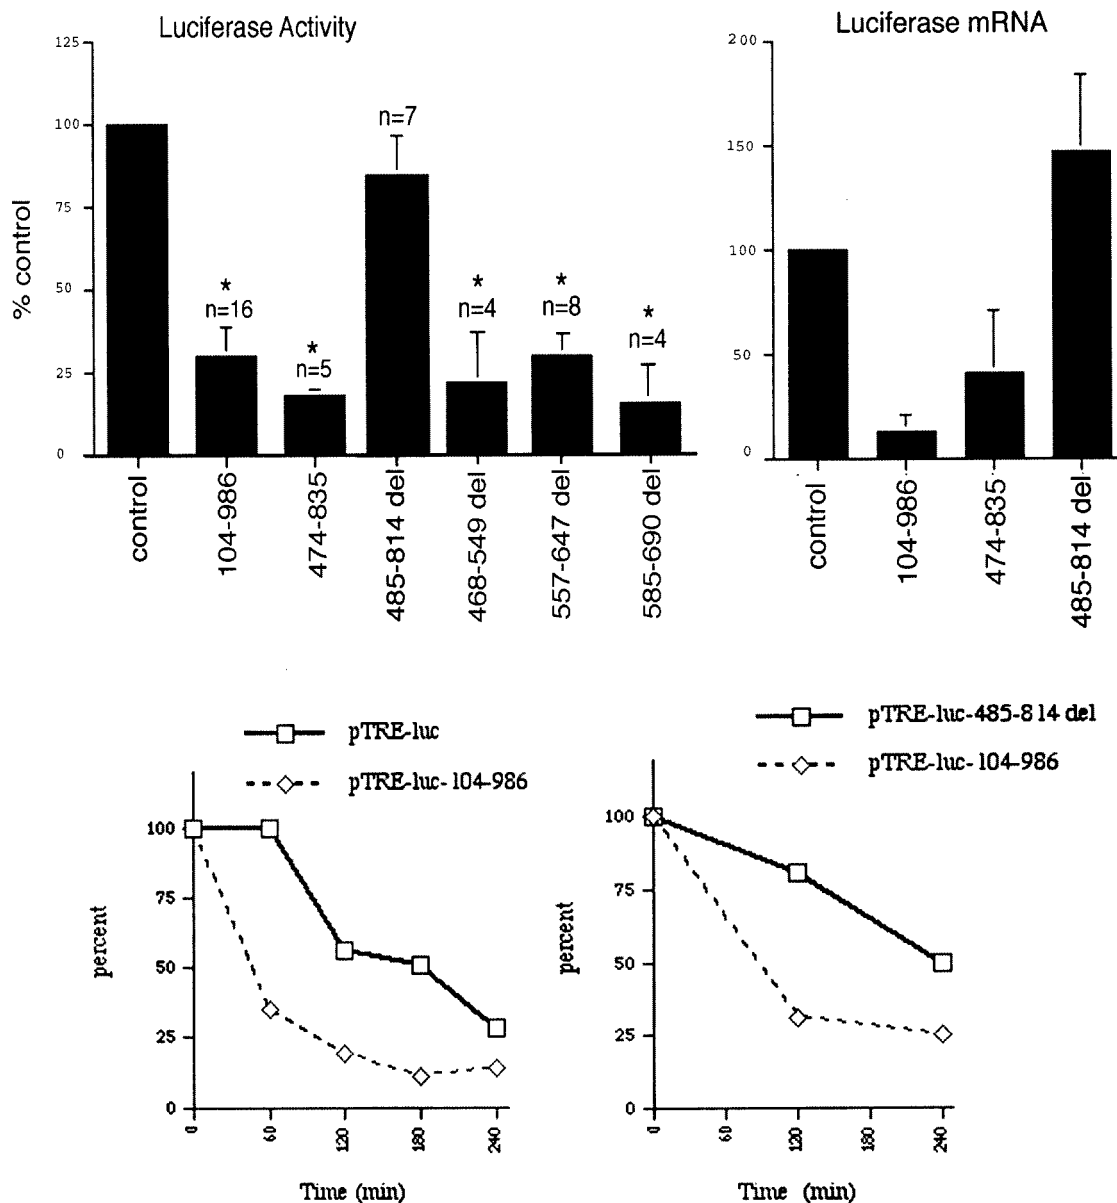 Luciferase Activity
% control
125
100
75
50
25
0
n=7
*
n=16
*
n=5
*
n=4
*
n=8
*
n=4
control
104-986
474-835
485-814 del
468-549 del
557-647 del
585-690 del
Luciferase mRNA
200
150
100
50
0
control
104-986
474-835
485-814 del
pTRE-luc
pTRE-luc-104-986
percent
100
75
50
25
0
0
60
120
180
240
Time (min)
pTRE-luc-485-814 del
pTRE-luc-104-986
percent
100
75
50
25
0
0
60
120
180
240
Time (min)